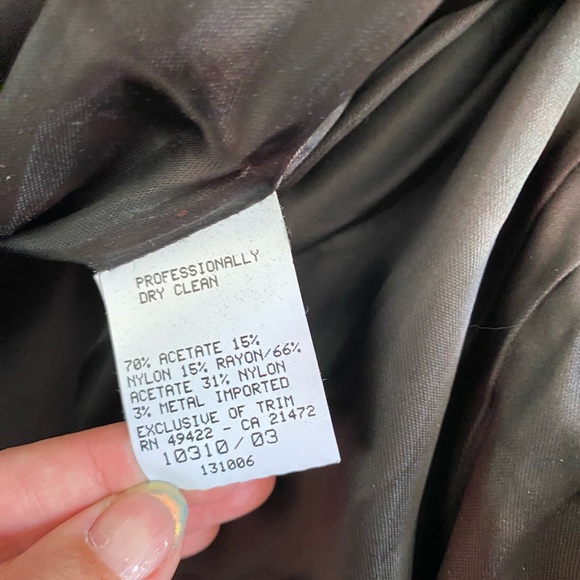 PROFESSIONALLY
DRY CLEAN
70% ACETATE 15%
NYLON 15% RAYON/66%
ACETATE 31% NYLON
3% METAL IMPORTED
EXCLUSIVE OF TRIM
RN 49422 - CA 21472
10310/03
131006